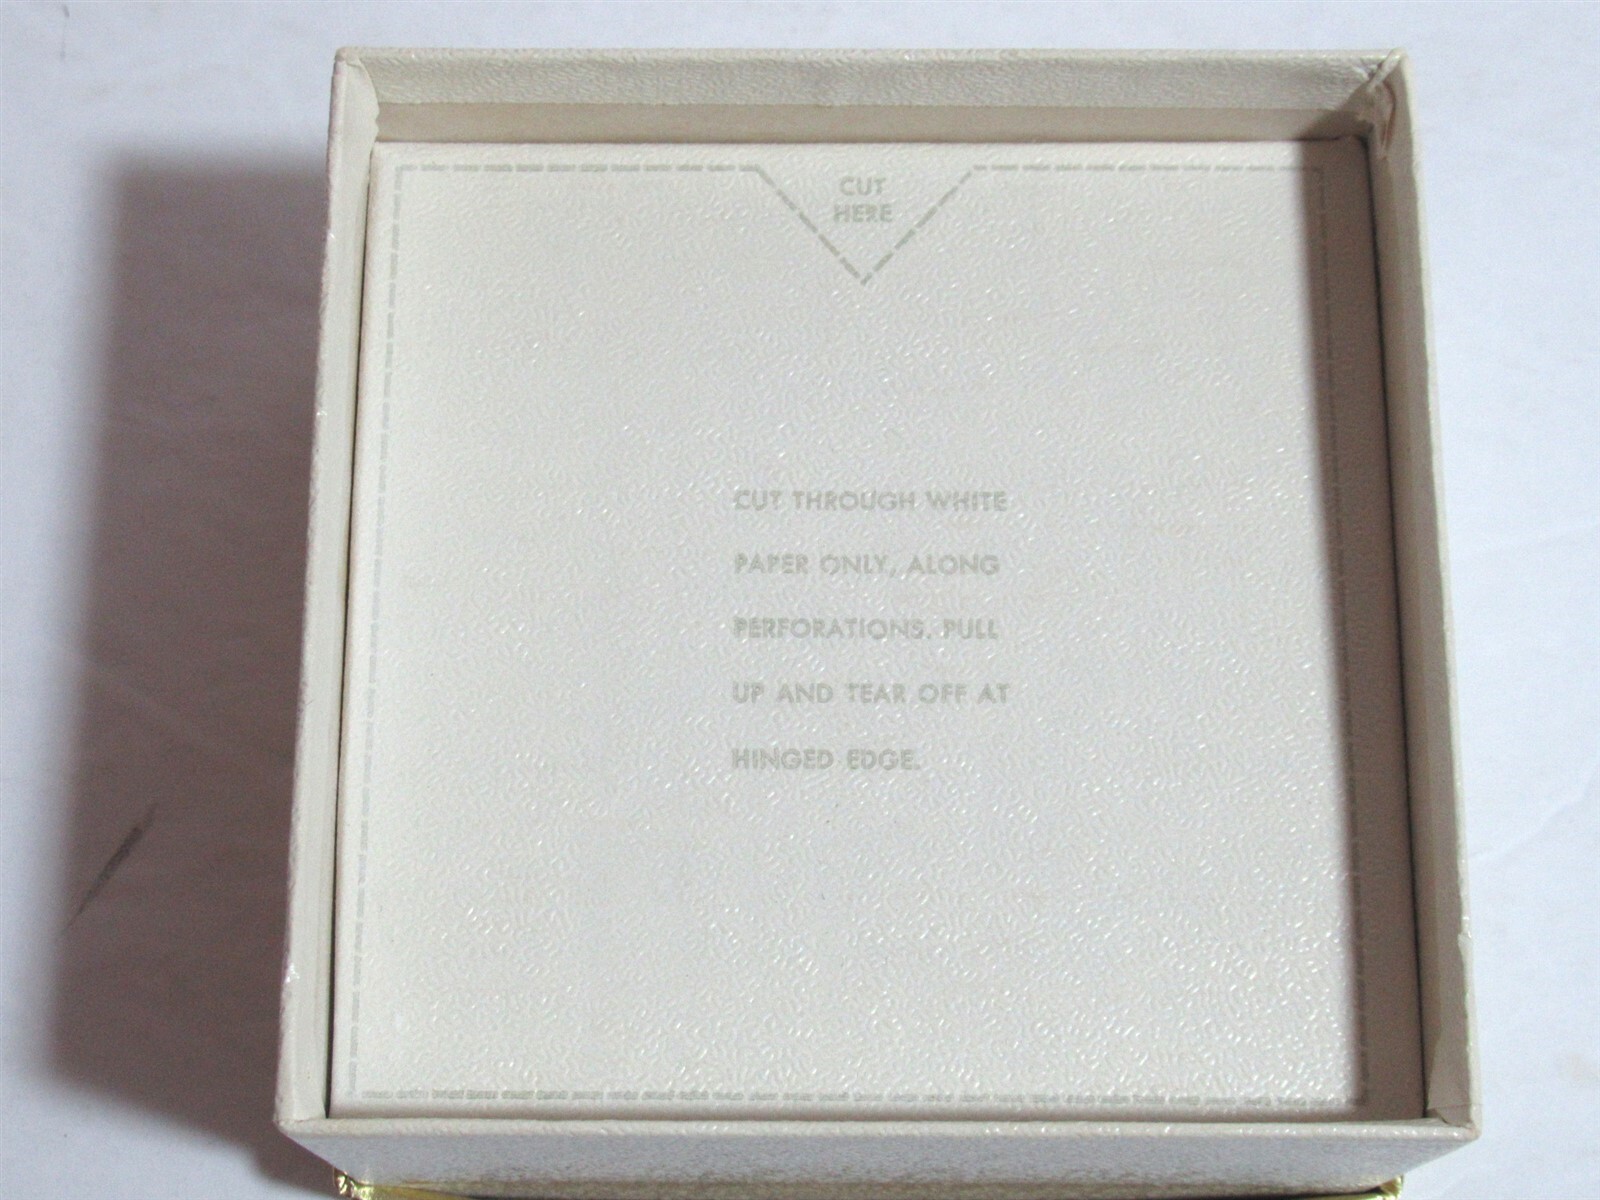 CUT
HERE
CUT THROUGH WHITE
PAPER ONLY, ALONG
PERFORATIONS. PULL
UP AND TEAR OFF AT
HINGED EDGE.